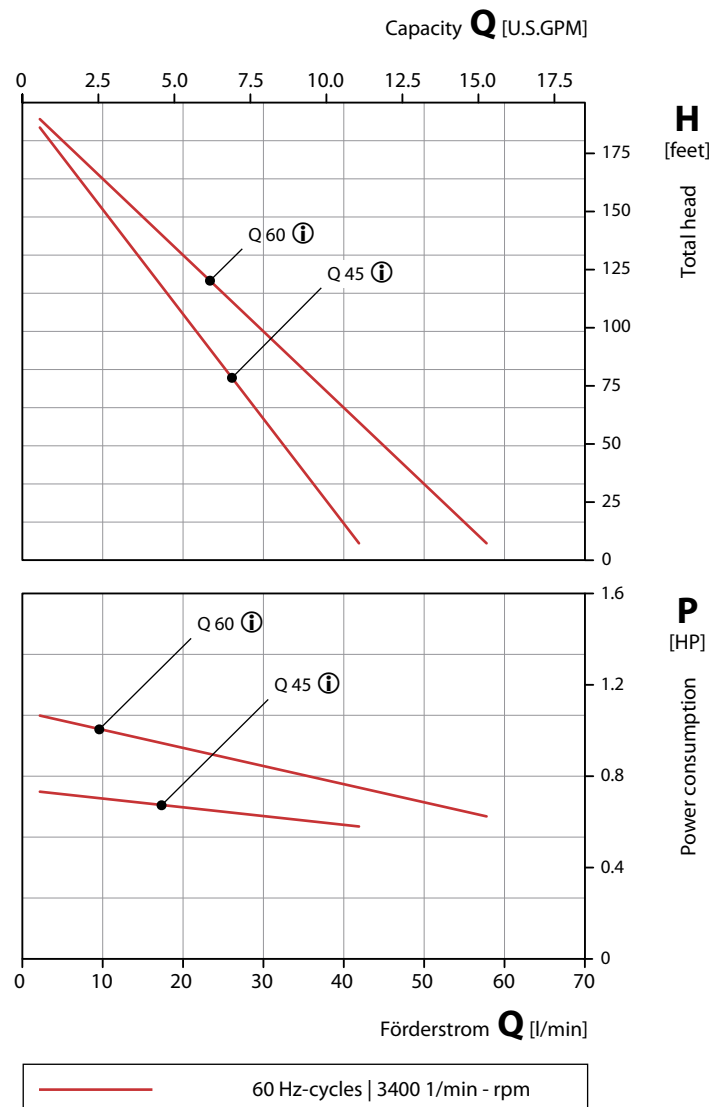 Capacity Q [U.S.GPM]
0 2.5 5.0 7.5 10.0 12.5 15.0 17.5
H
[feet]
Total head
175
150
125
100
75
50
25
0
Q 60 ⓘ
Q 45 ⓘ
P
[HP]
Power consumption
1.6
1.2
0.8
0.4
0
Q 60 ⓘ
Q 45 ⓘ
0 10 20 30 40 50 60 70
Förderstrom Q [l/min]
60 Hz-cycles | 3400 1/min - rpm